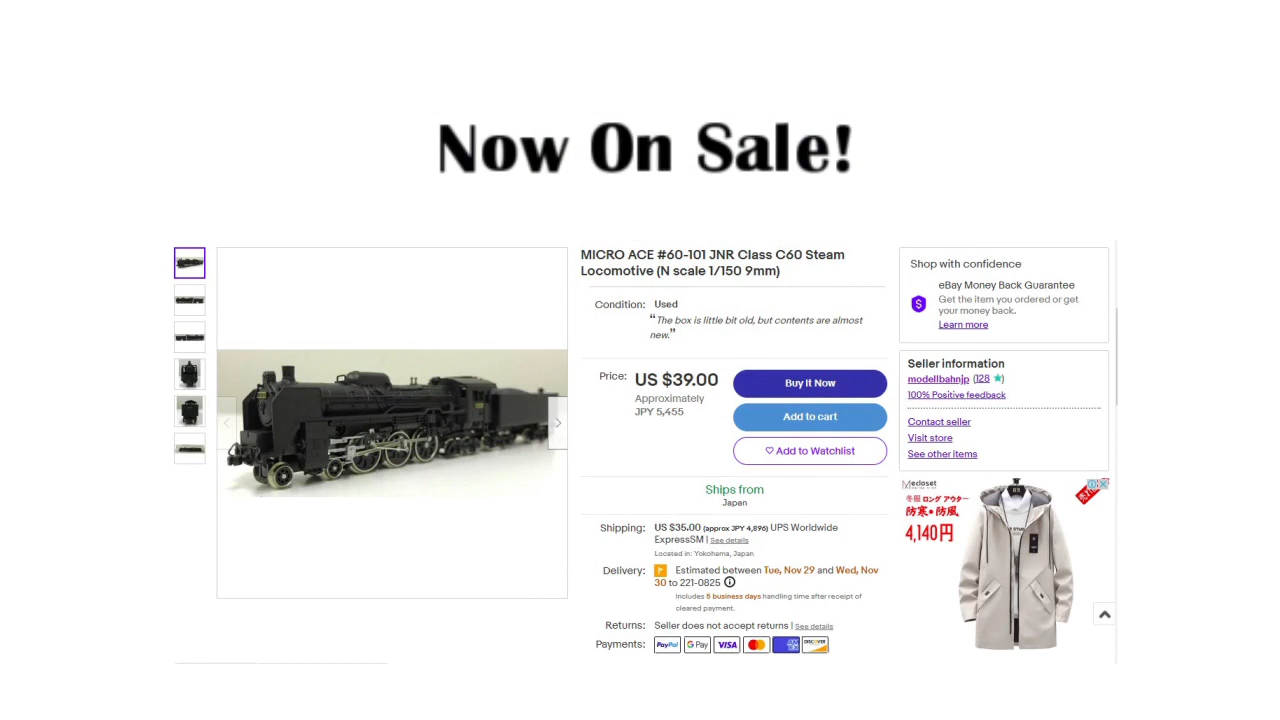 Now On Sale!
MICRO ACE #60-101 JNR Class C60 Steam
Locomotive (N scale 1/150 9mm)
Condition: Used
“The box is little bit old, but contents are almost
new.”
Price: US $39.00
Approximately
JPY 5,455
Buy It Now
Add to cart
Add to Watchlist
Ships from
Japan
Shipping: US $35.00 (approx JPY 4,896) UPS Worldwide
ExpressSM | See details
Located in: Yokohama, Japan
Delivery: Estimated between Tue, Nov 29 and Wed, Nov
30 to 221-0825
Includes 5 business days handling time after receipt of
cleared payment.
Returns: Seller does not accept returns | See details
Payments: PayPal G Pay VISA DISCOVER
Shop with confidence
eBay Money Back Guarantee
Get the item you ordered or get
your money back.
Learn more
Seller information
modellbahnjp (128)
100% Positive feedback
Contact seller
Visit store
See other items
Mecloset
冬服 ロング アウター
防寒・防風
4,140円